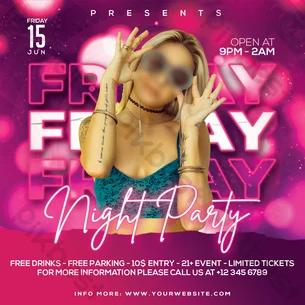 PRESENTS
FRIDAY
15
JUN
OPEN AT
9PM - 2AM
FRIDAY
FRIDAY
FRIDAY
Night Party
FREE DRINKS - FREE PARKING - 10$ ENTRY - 21+ EVENT - LIMITED TICKETS
FOR MORE INFORMATION PLEASE CALL US AT +12 345 6789
INFO MORE: WWW.YOURWEBSITE.COM